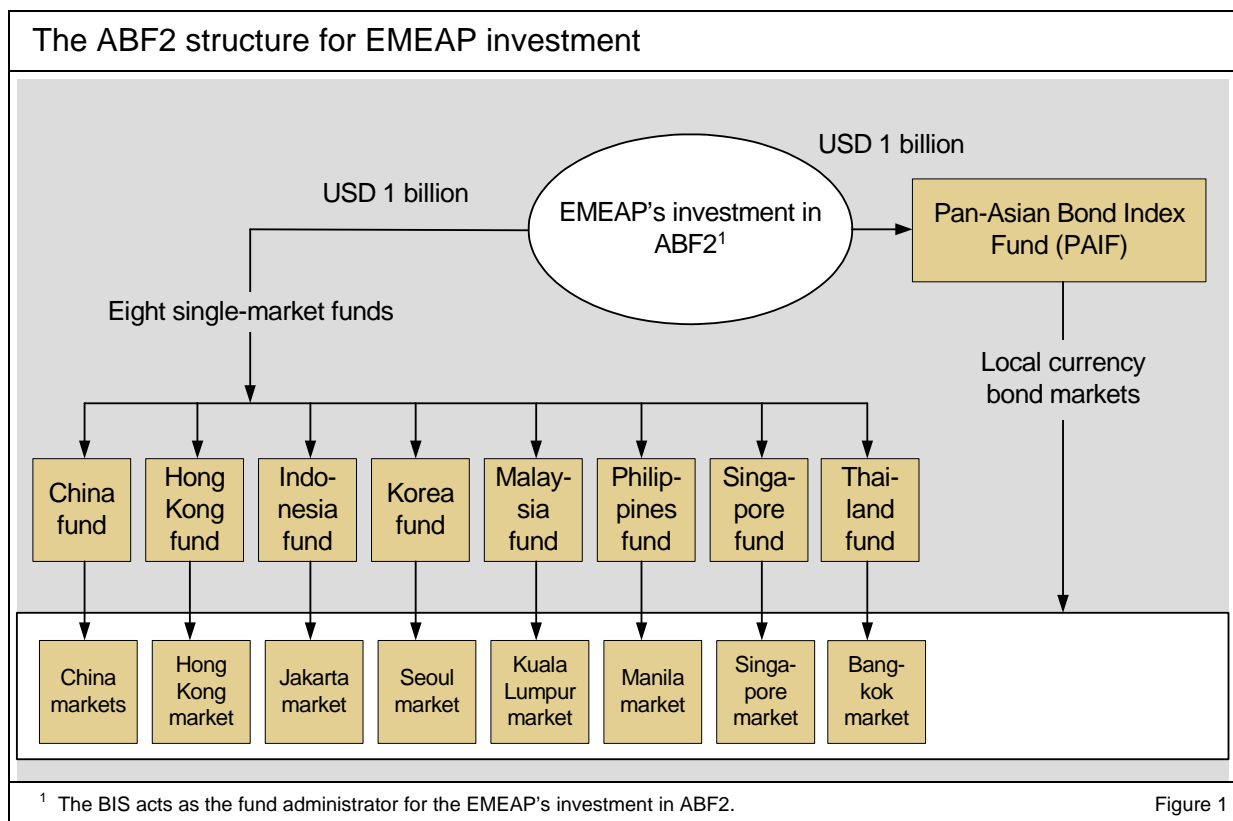 The ABF2 structure for EMEAP investment
USD 1 billion
USD 1 billion
EMEAP's investment in
ABF2¹
Pan-Asian Bond Index
Fund (PAIF)
Eight single-market funds
Local currency
bond markets
China
fund
Hong
Kong
fund
Indo-
nesia
fund
Korea
fund
Malay-
sia
fund
Philip-
pines
fund
Singa-
pore
fund
Thai-
land
fund
China
markets
Hong
Kong
market
Jakarta
market
Seoul
market
Kuala
Lumpur
market
Manila
market
Singa-
pore
market
Bang-
kok
market
¹ The BIS acts as the fund administrator for the EMEAP's investment in ABF2.
Figure 1